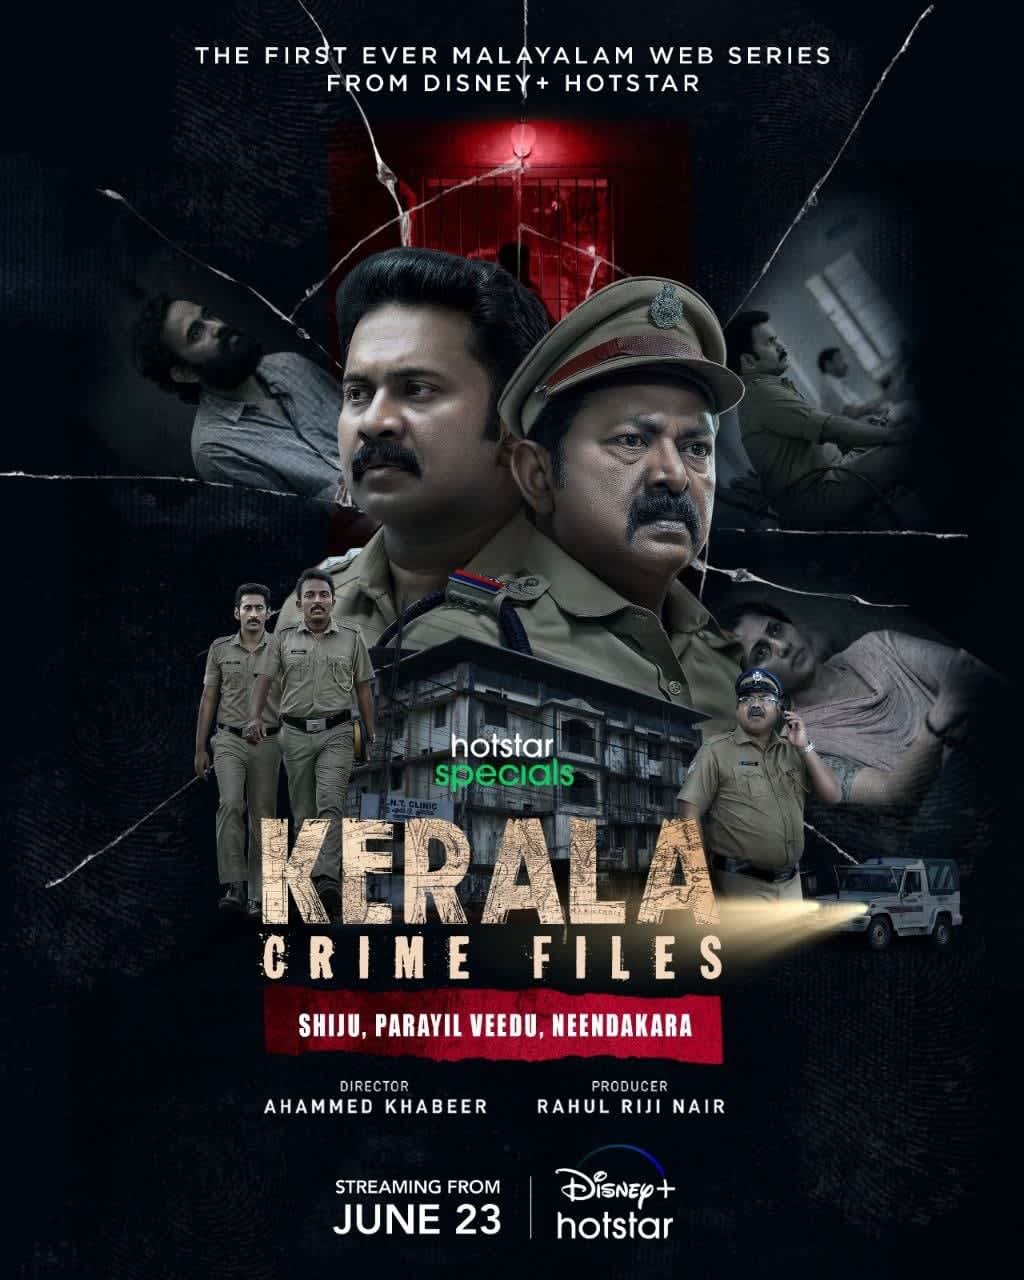 THE FIRST EVER MALAYALAM WEB SERIES
FROM DISNEY+ HOTSTAR
hotstar
specials
N.T. CLINIC
KERALA
CRIME FILES
SHIJU, PARAYIL VEEDU, NEENDAKARA
DIRECTOR
AHAMMED KHABEER
PRODUCER
RAHUL RIJI NAIR
STREAMING FROM
JUNE 23
Disney+
hotstar